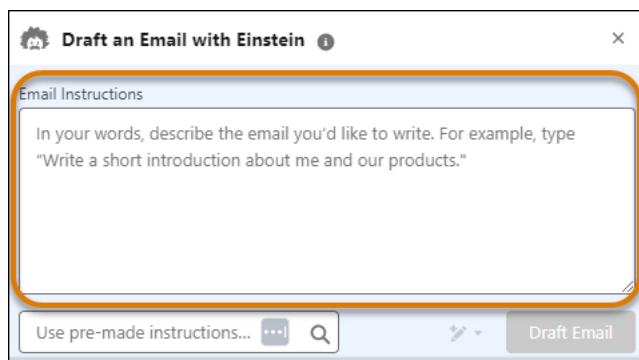 Draft an Email with Einstein
Email Instructions
In your words, describe the email you'd like to write. For example, type
“Write a short introduction about me and our products."
Use pre-made instructions...
Draft Email